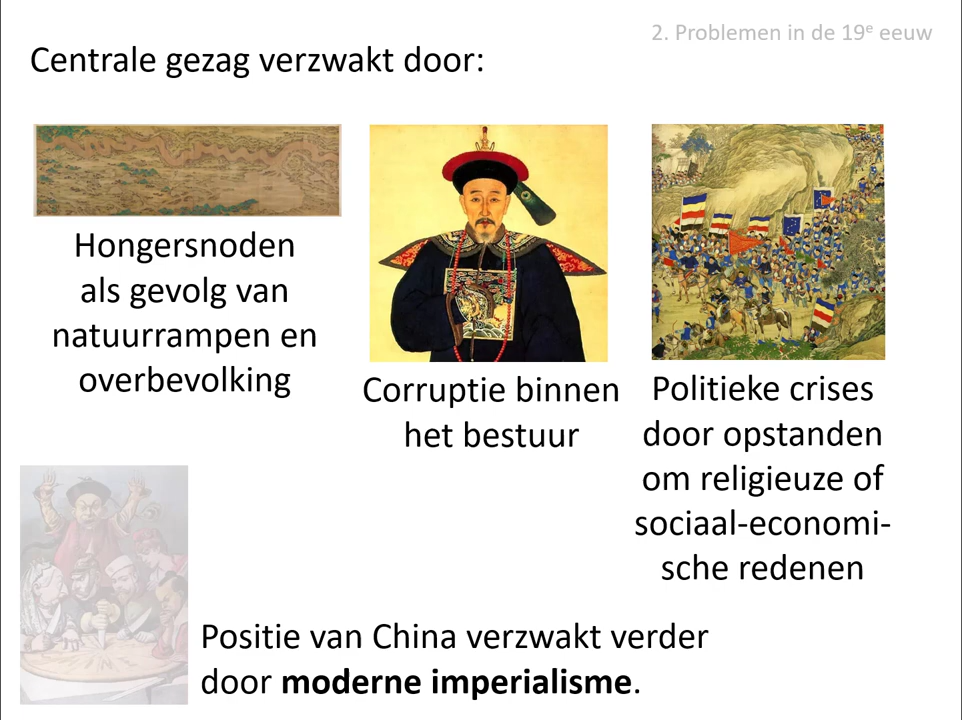 2. Problemen in de 19e eeuw
Centrale gezag verzwakt door:
Hongersnoden
als gevolg van
natuurrampen en
overbevolking
Corruptie binnen
het bestuur
Politieke crises
door opstanden
om religieuze of
sociaal-economi-
sche redenen
Positie van China verzwakt verder
door moderne imperialisme.